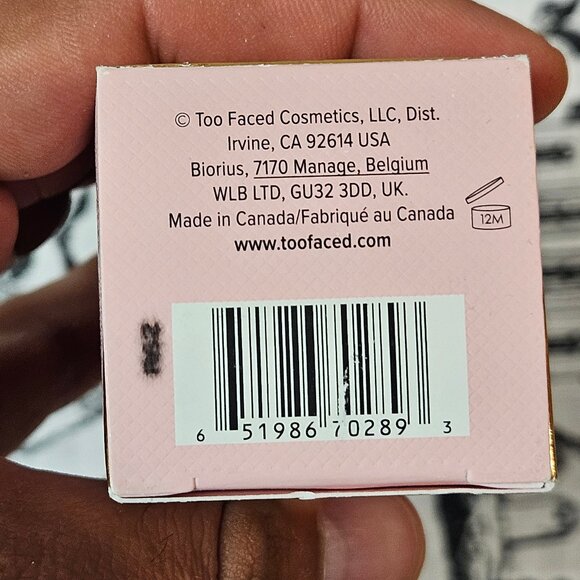 © Too Faced Cosmetics, LLC, Dist.
Irvine, CA 92614 USA
Biorius, 7170 Manage, Belgium
WLB LTD, GU32 3DD, UK.
Made in Canada/Fabriqué au Canada
12M
www.toofaced.com
6 51986 70289 3